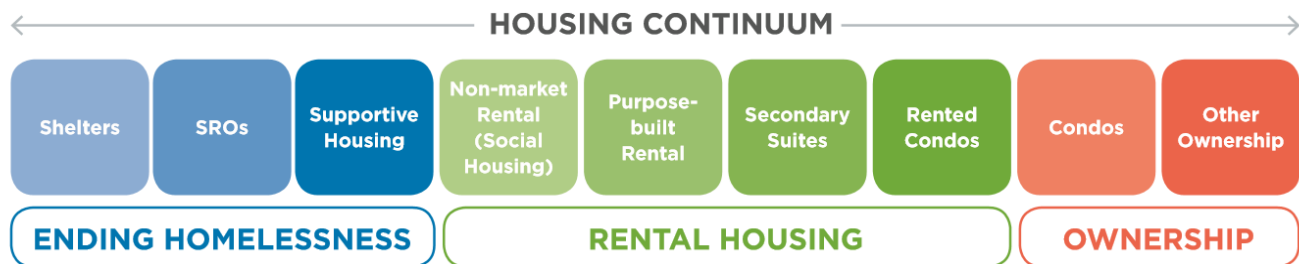 HOUSING CONTINUUM
Shelters
SROs
Supportive
Housing
Non-market
Rental
(Social
Housing)
Purpose-
built
Rental
Secondary
Suites
Rented
Condos
Condos
Other
Ownership
ENDING HOMELESSNESS
RENTAL HOUSING
OWNERSHIP